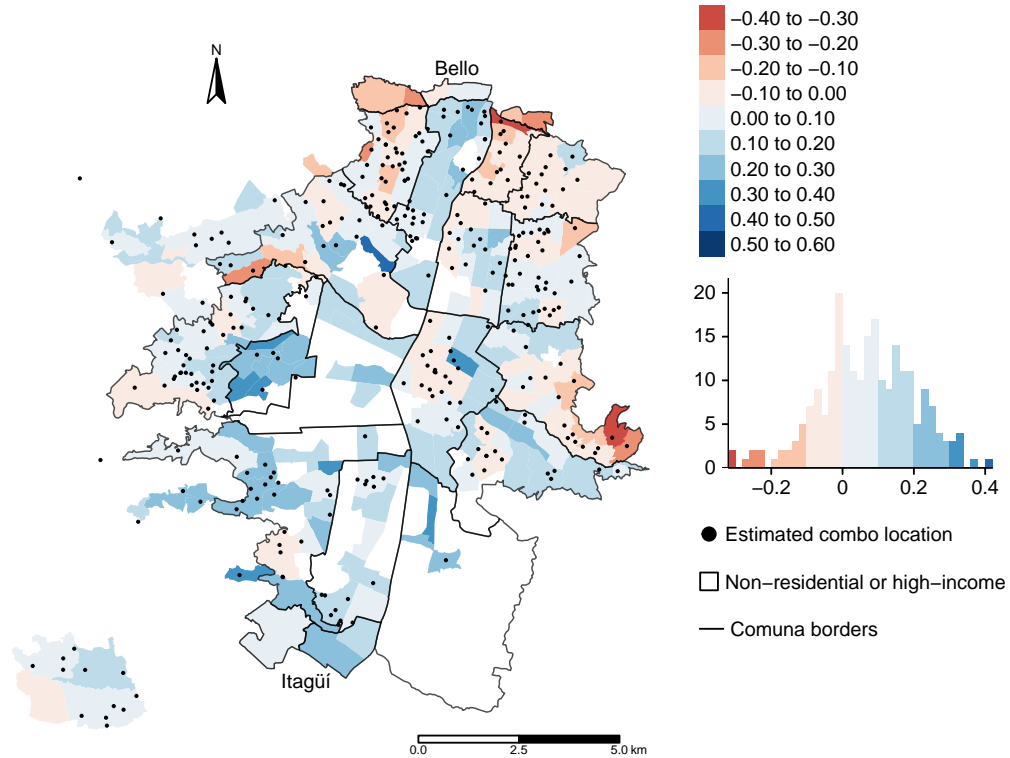 N
Bello
Itagüí
0.0 2.5 5.0 km
−0.40 to −0.30
−0.30 to −0.20
−0.20 to −0.10
−0.10 to 0.00
0.00 to 0.10
0.10 to 0.20
0.20 to 0.30
0.30 to 0.40
0.40 to 0.50
0.50 to 0.60
20
15
10
5
0
−0.2 0 0.2 0.4
Estimated combo location
Non−residential or high−income
Comuna borders